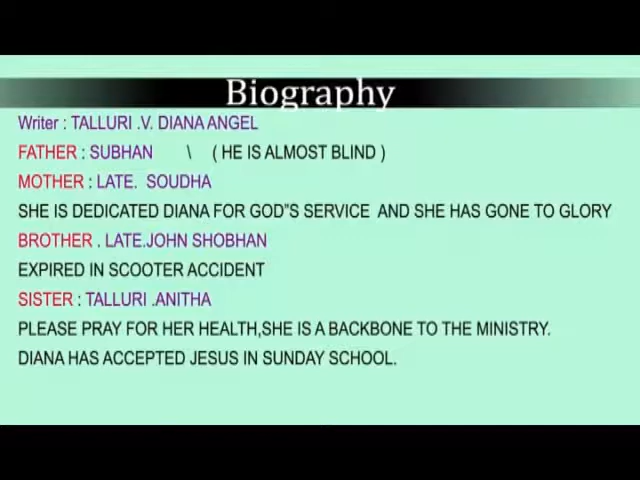 Biography
Writer : TALLURI .V. DIANA ANGEL
FATHER : SUBHAN \ ( HE IS ALMOST BLIND )
MOTHER : LATE. SOUDHA
SHE IS DEDICATED DIANA FOR GOD"S SERVICE AND SHE HAS GONE TO GLORY
BROTHER . LATE.JOHN SHOBHAN
EXPIRED IN SCOOTER ACCIDENT
SISTER : TALLURI .ANITHA
PLEASE PRAY FOR HER HEALTH,SHE IS A BACKBONE TO THE MINISTRY.
DIANA HAS ACCEPTED JESUS IN SUNDAY SCHOOL.